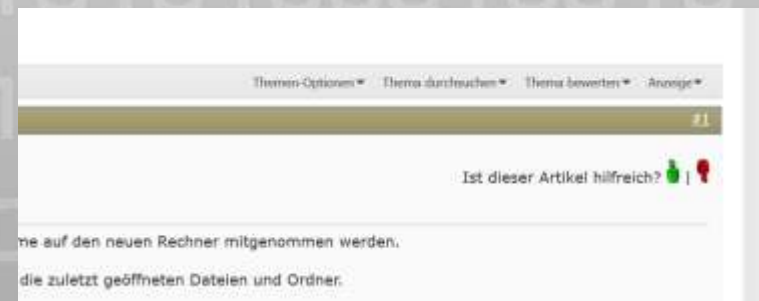 Themen-Optionen Thema durchsuchen Thema bewerten Anzeige
#1
Ist dieser Artikel hilfreich? |
me auf den neuen Rechner mitgenommen werden.
die zuletzt geöffneten Dateien und Ordner.